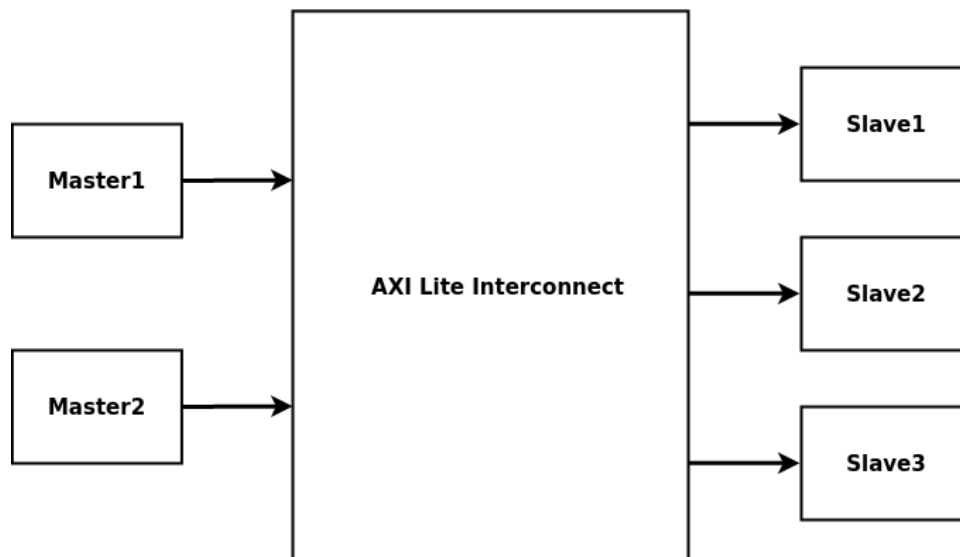 Master1
Master2
AXI Lite Interconnect
Slave1
Slave2
Slave3